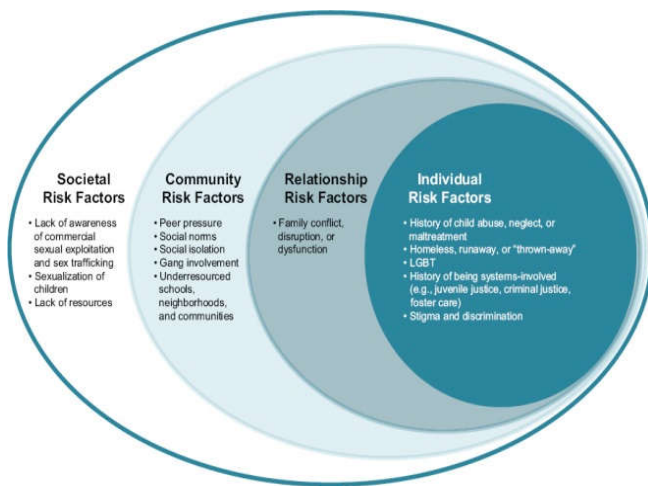 Societal
Risk Factors
• Lack of awareness
of commercial
sexual exploitation
and sex trafficking
• Sexualization of
children
• Lack of resources
Community
Risk Factors
• Peer pressure
• Social norms
• Social isolation
• Gang involvement
• Underresourced
schools,
neighborhoods,
and communities
Relationship
Risk Factors
• Family conflict,
disruption, or
dysfunction
Individual
Risk Factors
• History of child abuse, neglect, or
maltreatment
• Homeless, runaway, or "thrown-away"
• LGBT
• History of being systems-involved
(e.g., juvenile justice, criminal justice,
foster care)
• Stigma and discrimination